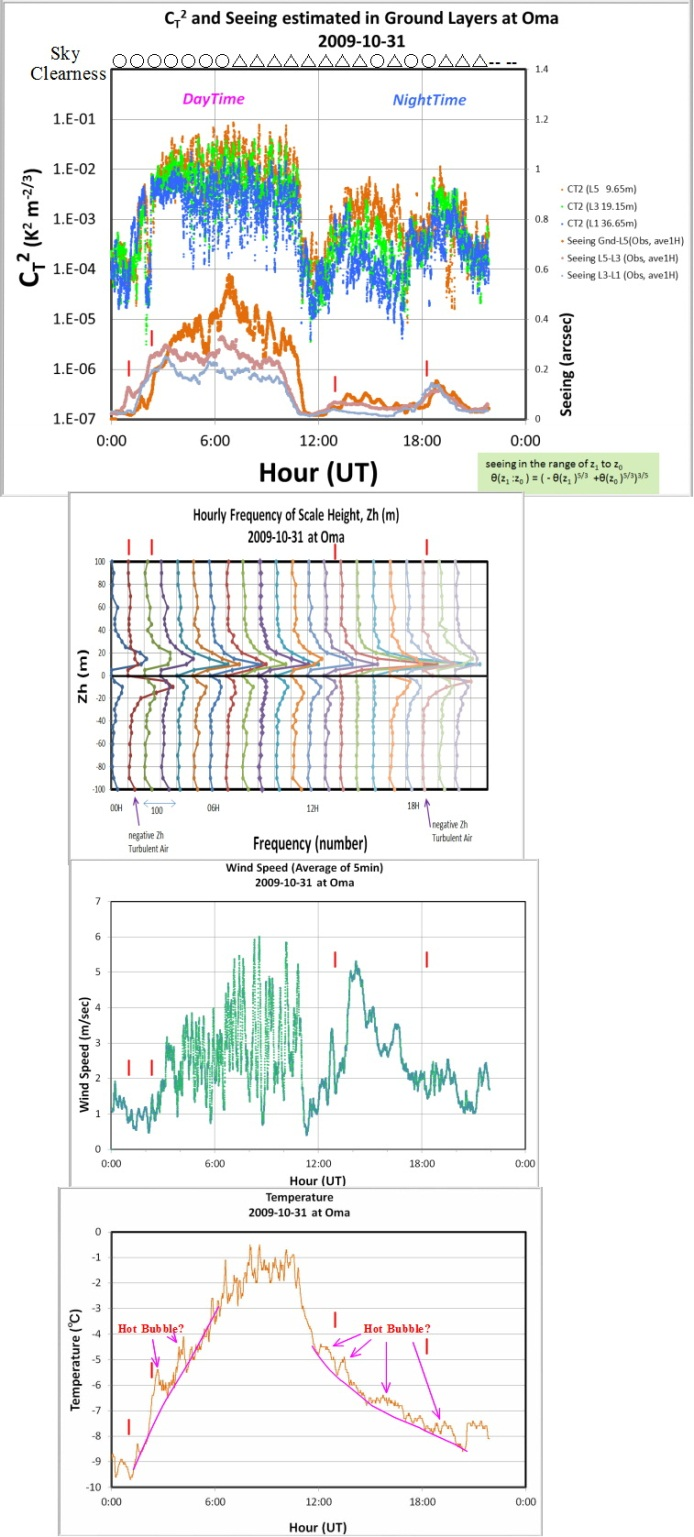 C_T² and Seeing estimated in Ground Layers at Oma
2009-10-31
Sky
Clearness
-- --
DayTime
NightTime
1.E-01
1.E-02
1.E-03
1.E-04
1.E-05
1.E-06
1.E-07
C_T² (K² m⁻²/³)
1.4
1.2
1
0.8
0.6
0.4
0.2
0
Seeing (arcsec)
CT2 (L5 9.65m)
CT2 (L3 19.15m)
CT2 (L1 36.65m)
Seeing Gnd-L5(Obs, ave1H)
Seeing L5-L3 (Obs, ave1H)
Seeing L3-L1 (Obs, ave1H)
0:00 6:00 12:00 18:00 0:00
Hour (UT)
seeing in the range of z₁ to z₀
θ(z₁ :z₀ ) = ( - θ(z₁ )⁵/³ +θ(z₀ )⁵/³)³/⁵
Hourly Frequency of Scale Height, Zh (m)
2009-10-31 at Oma
100
80
60
40
20
0
-20
-40
-60
-80
-100
Zh (m)
00H 100 06H 12H 18H
negative Zh
Turbulent Air
negative Zh
Turbulent Air
Frequency (number)
Wind Speed (Average of 5min)
2009-10-31 at Oma
7
6
5
4
3
2
1
0
Wind Speed (m/sec)
0:00 6:00 12:00 18:00 0:00
Hour (UT)
Temperature
2009-10-31 at Oma
0
-1
-2
-3
-4
-5
-6
-7
-8
-9
-10
Temperature (°C)
Hot Bubble?
Hot Bubble?
0:00 6:00 12:00 18:00 0:00
Hour (UT)